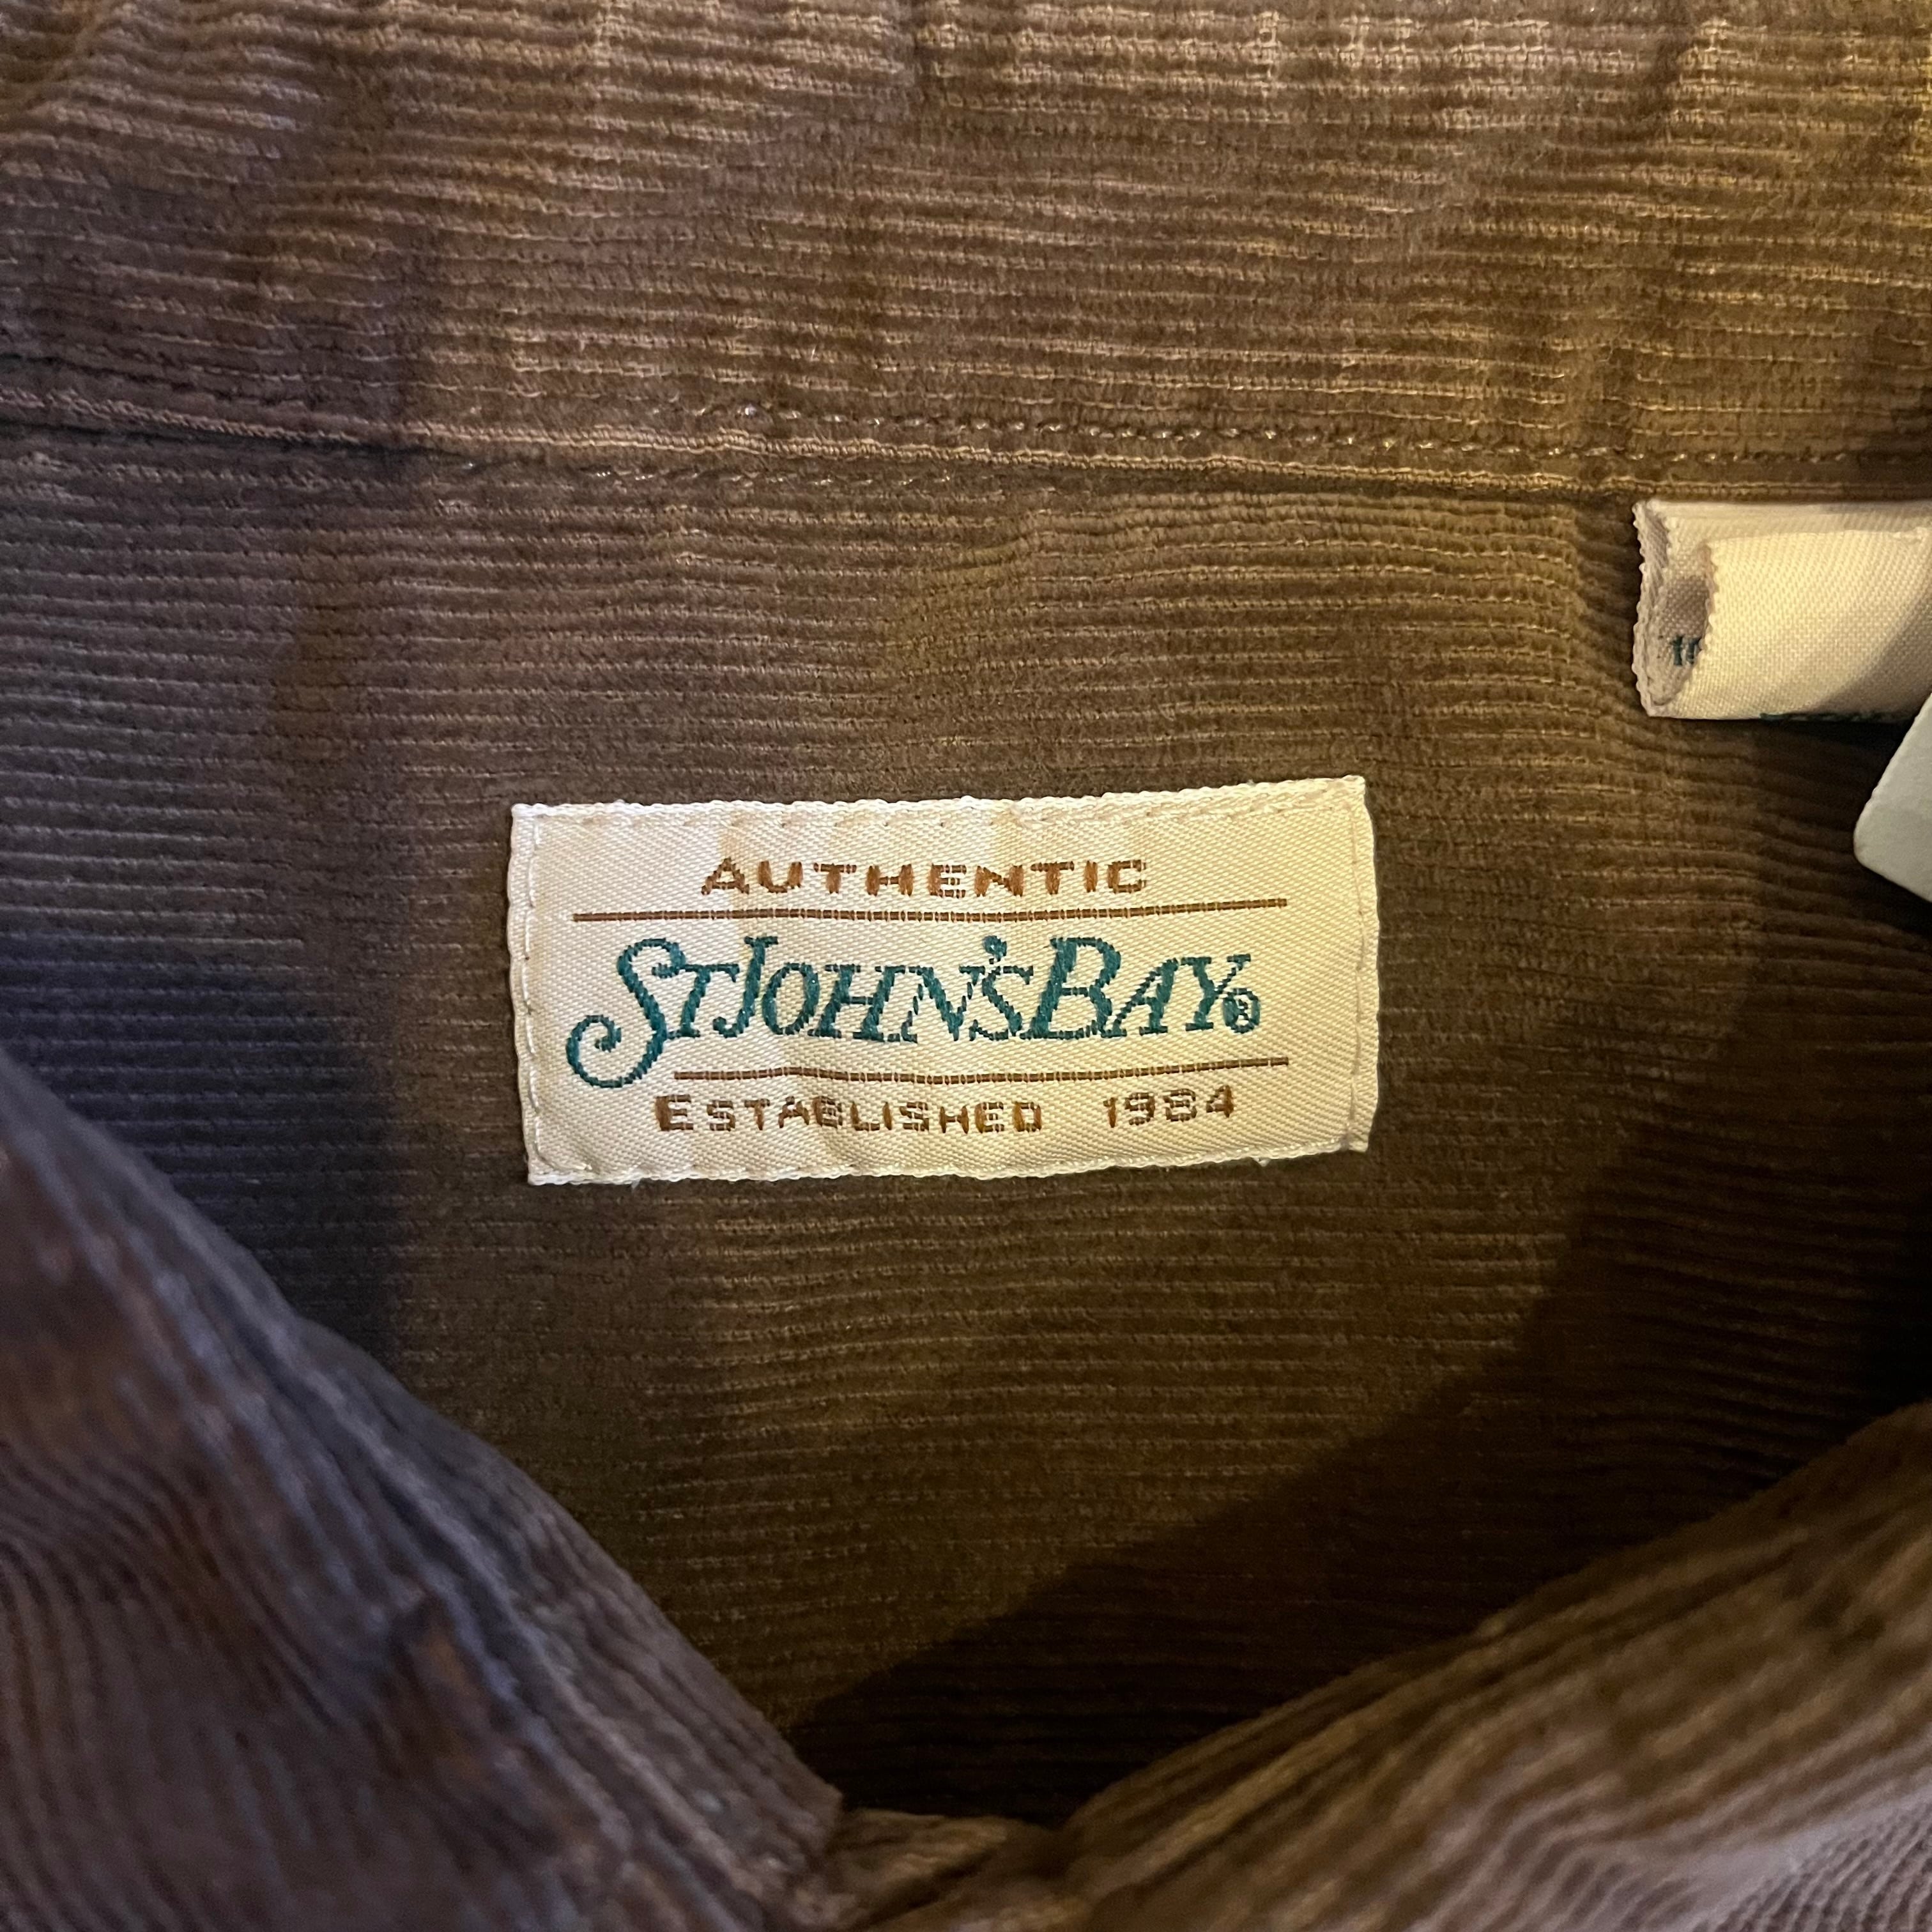 AUTHENTIC
ST JOHN'S BAY®
ESTABLISHED 1984